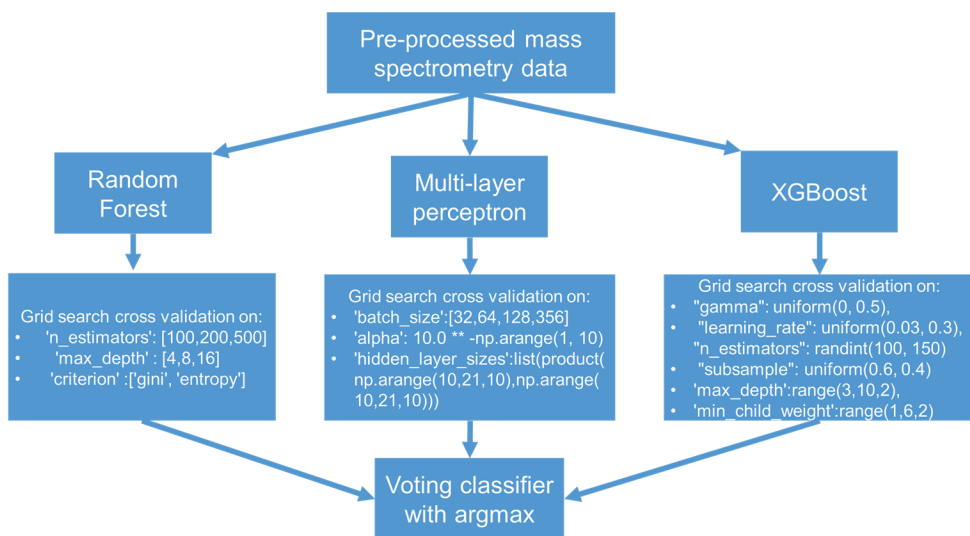 Pre-processed mass
spectrometry data
Random
Forest
Multi-layer
perceptron
XGBoost
Grid search cross validation on:
• 'n_estimators': [100,200,500]
• 'max_depth' : [4,8,16]
• 'criterion' :['gini', 'entropy']
Grid search cross validation on:
• 'batch_size':[32,64,128,356]
• 'alpha': 10.0 ** -np.arange(1, 10)
• 'hidden_layer_sizes':list(product(
np.arange(10,21,10),np.arange(
10,21,10)))
Grid search cross validation on:
• "gamma": uniform(0, 0.5),
• "learning_rate": uniform(0.03, 0.3),
"n_estimators": randint(100, 150)
• "subsample": uniform(0.6, 0.4)
• 'max_depth':range(3,10,2),
• 'min_child_weight':range(1,6,2)
Voting classifier
with argmax